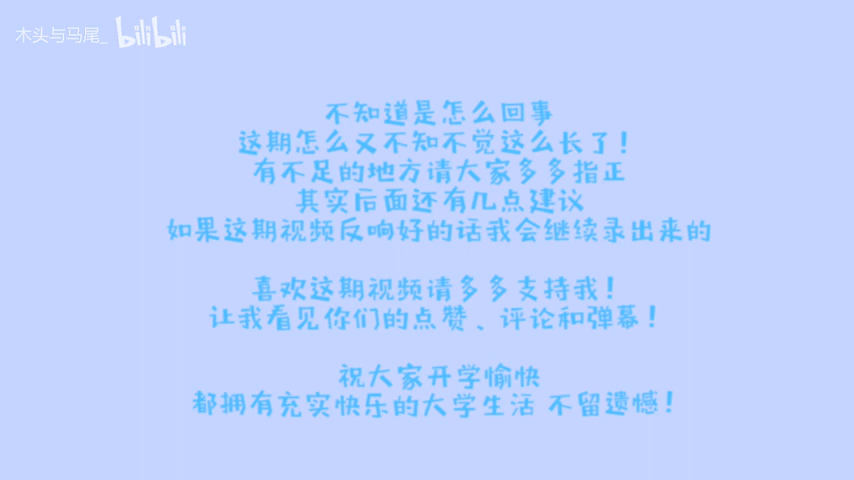 木头与马尾_ bilibili
不知道是怎么回事
这期怎么又不知不觉这么长了！
有不足的地方请大家多多指正
其实后面还有几点建议
如果这期视频反响好的话我会继续录出来的
喜欢这期视频请多多支持我！
让我看见你们的点赞、评论和弹幕！
祝大家开学愉快
都拥有充实快乐的大学生活 不留遗憾！